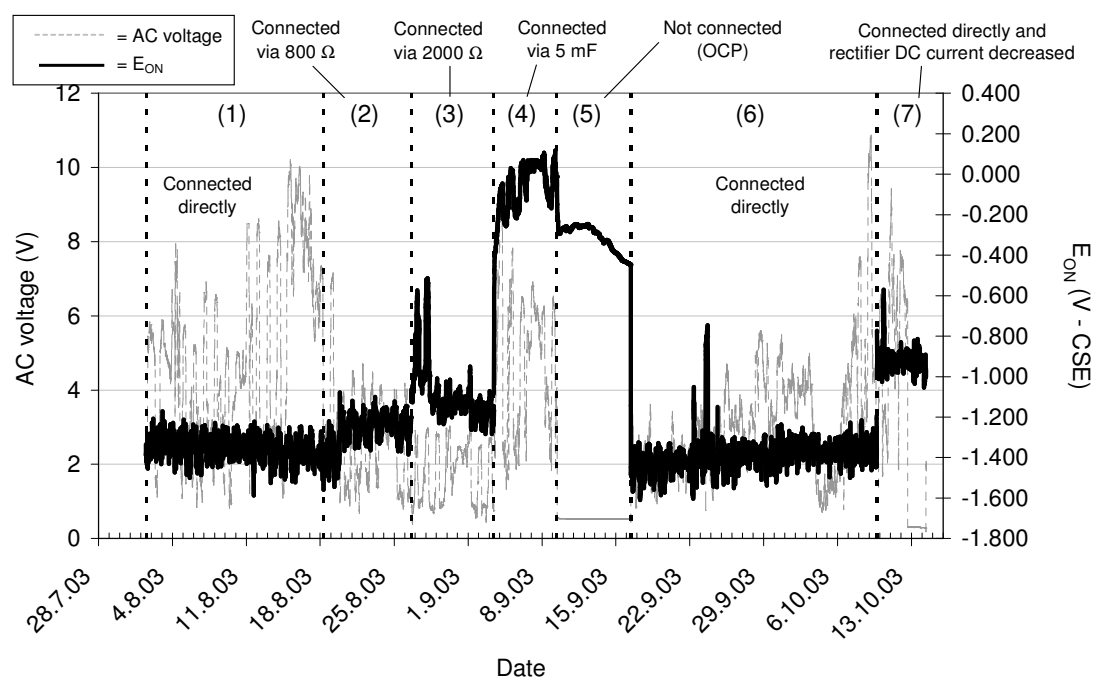 = AC voltage
= E_ON
Connected
via 800 Ω
Connected
via 2000 Ω
Connected
via 5 mF
Not connected
(OCP)
Connected directly and
rectifier DC current decreased
(1)
(2)
(3)
(4)
(5)
(6)
(7)
Connected
directly
Connected
directly
AC voltage (V)
12
10
8
6
4
2
0
0.400
0.200
0.000
-0.200
-0.400
-0.600
-0.800
-1.000
-1.200
-1.400
-1.600
-1.800
E_ON (V - CSE)
28.7.03
4.8.03
11.8.03
18.8.03
25.8.03
1.9.03
8.9.03
15.9.03
22.9.03
29.9.03
6.10.03
13.10.03
Date